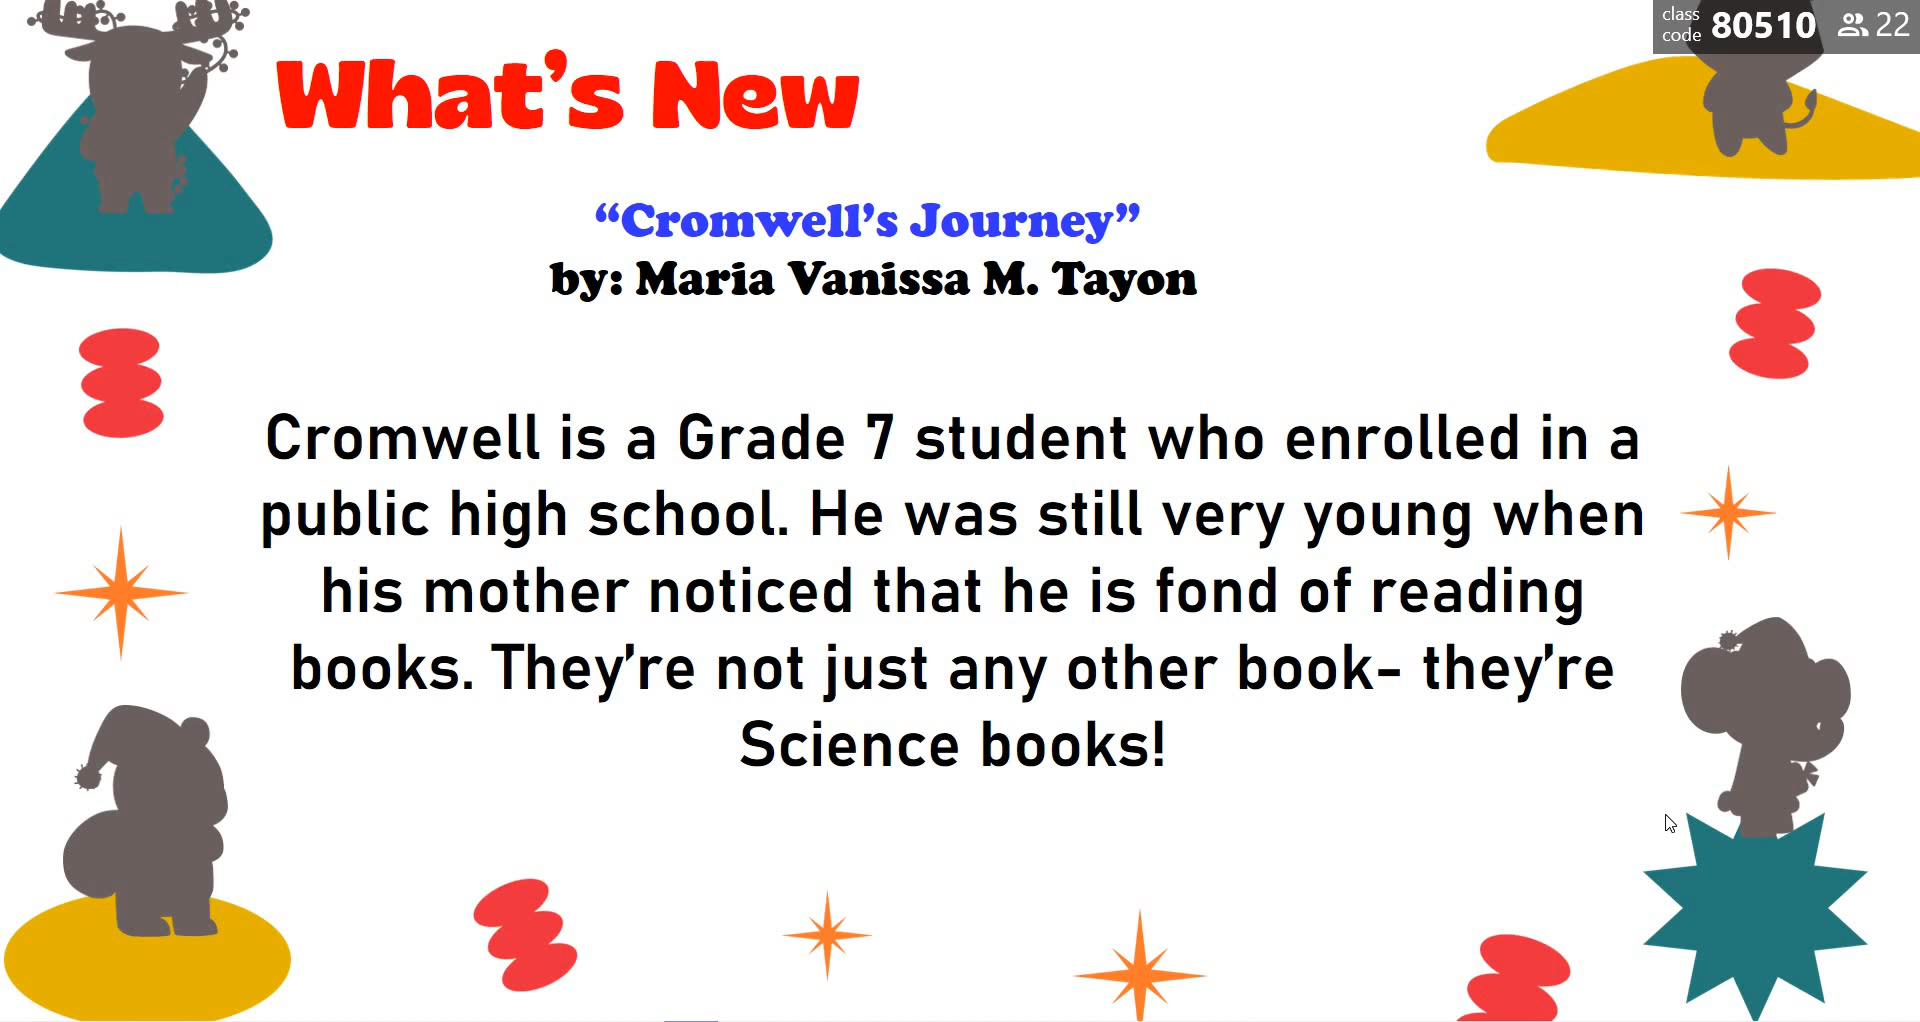 class code 80510 22
What's New
“Cromwell’s Journey”
by: Maria Vanissa M. Tayon
Cromwell is a Grade 7 student who enrolled in a
public high school. He was still very young when
his mother noticed that he is fond of reading
books. They’re not just any other book- they’re
Science books!